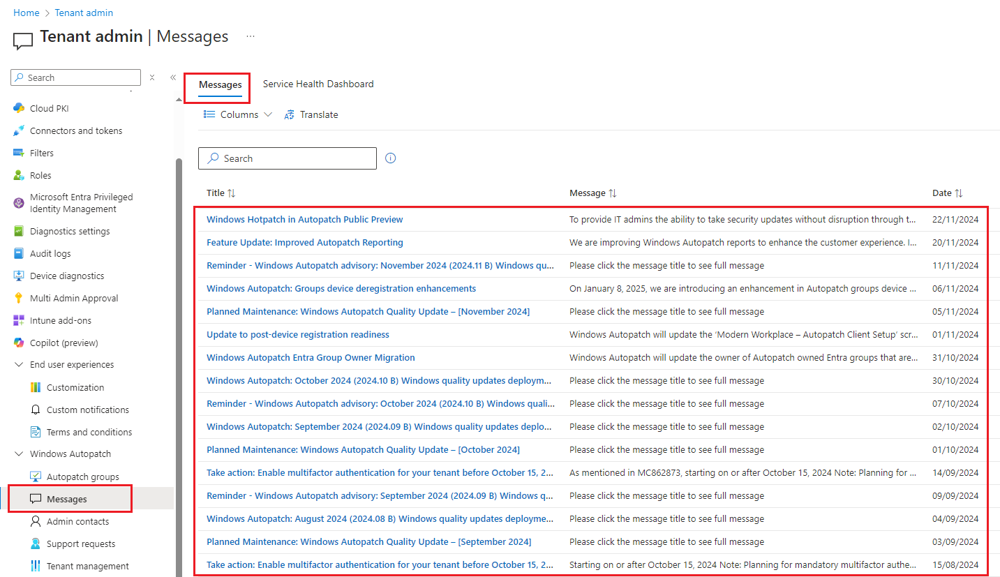 Home > Tenant admin
Tenant admin | Messages ...
Search
Cloud PKI
Connectors and tokens
Filters
Roles
Microsoft Entra Privileged
Identity Management
Diagnostics settings
Audit logs
Device diagnostics
Multi Admin Approval
Intune add-ons
Copilot (preview)
End user experiences
Customization
Custom notifications
Terms and conditions
Windows Autopatch
Autopatch groups
Messages
Admin contacts
Support requests
Tenant management
Messages Service Health Dashboard
Columns Translate
Search
Title Message Date
Windows Hotpatch in Autopatch Public Preview To provide IT admins the ability to take security updates without disruption through t... 22/11/2024
Feature Update: Improved Autopatch Reporting We are improving Windows Autopatch reports to enhance the customer experience. I... 20/11/2024
Reminder - Windows Autopatch advisory: November 2024 (2024.11 B) Windows qu... Please click the message title to see full message 11/11/2024
Windows Autopatch: Groups device deregistration enhancements On January 8, 2025, we are introducing an enhancement in Autopatch groups device ... 06/11/2024
Planned Maintenance: Windows Autopatch Quality Update – [November 2024] Please click the message title to see full message 05/11/2024
Update to post-device registration readiness Windows Autopatch will update the ‘Modern Workplace – Autopatch Client Setup’ scr... 01/11/2024
Windows Autopatch Entra Group Owner Migration Windows Autopatch will update the owner of Autopatch owned Entra groups that are... 31/10/2024
Windows Autopatch: October 2024 (2024.10 B) Windows quality updates deploym... Please click the message title to see full message 30/10/2024
Reminder - Windows Autopatch advisory: October 2024 (2024.10 B) Windows quali... Please click the message title to see full message 07/10/2024
Windows Autopatch: September 2024 (2024.09 B) Windows quality updates deplo... Please click the message title to see full message 02/10/2024
Planned Maintenance: Windows Autopatch Quality Update – [October 2024] Please click the message title to see full message 01/10/2024
Take action: Enable multifactor authentication for your tenant before October 15, 2... As mentioned in MC862873, starting on or after October 15, 2024 Note: Planning for ... 14/09/2024
Reminder - Windows Autopatch advisory: September 2024 (2024.09 B) Windows q... Please click the message title to see full message 09/09/2024
Windows Autopatch: August 2024 (2024.08 B) Windows quality updates deployme... Please click the message title to see full message 04/09/2024
Planned Maintenance: Windows Autopatch Quality Update – [September 2024] Please click the message title to see full message 03/09/2024
Take action: Enable multifactor authentication for your tenant before October 15, 2... Starting on or after October 15, 2024 Note: Planning for mandatory multifactor authe... 15/08/2024